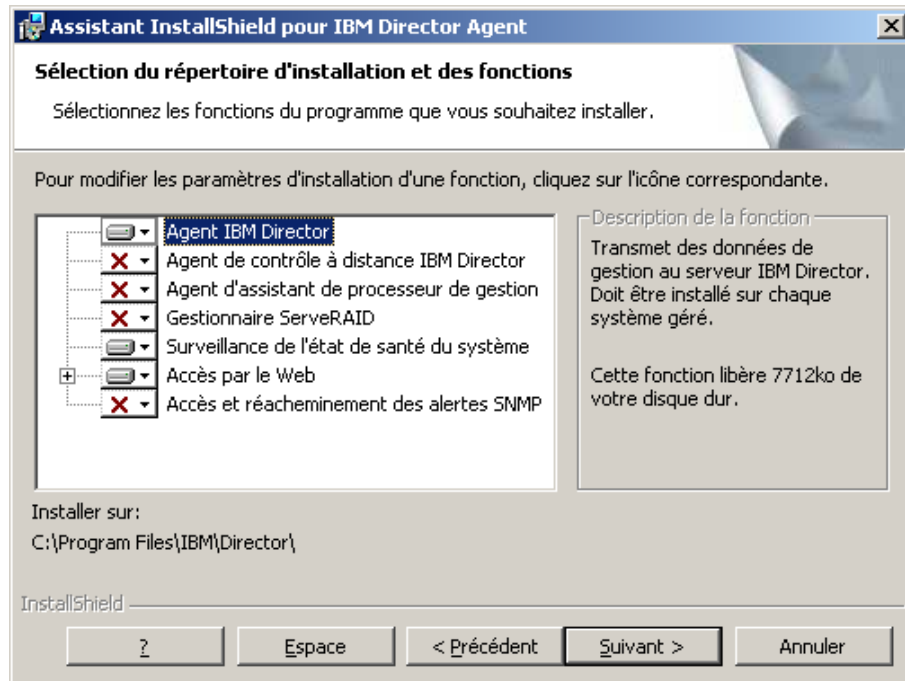 Assistant InstallShield pour IBM Director Agent
Sélection du répertoire d'installation et des fonctions
Sélectionnez les fonctions du programme que vous souhaitez installer.
Pour modifier les paramètres d'installation d'une fonction, cliquez sur l'icône correspondante.
Agent IBM Director
Agent de contrôle à distance IBM Director
Agent d'assistant de processeur de gestion
Gestionnaire ServeRAID
Surveillance de l'état de santé du système
Accès par le Web
Accès et réacheminement des alertes SNMP
Description de la fonction
Transmet des données de
gestion au serveur IBM Director.
Doit être installé sur chaque
système géré.
Cette fonction libère 7712ko de
votre disque dur.
Installer sur:
C:\Program Files\IBM\Director\
InstallShield
?
Espace
< Précédent
Suivant >
Annuler